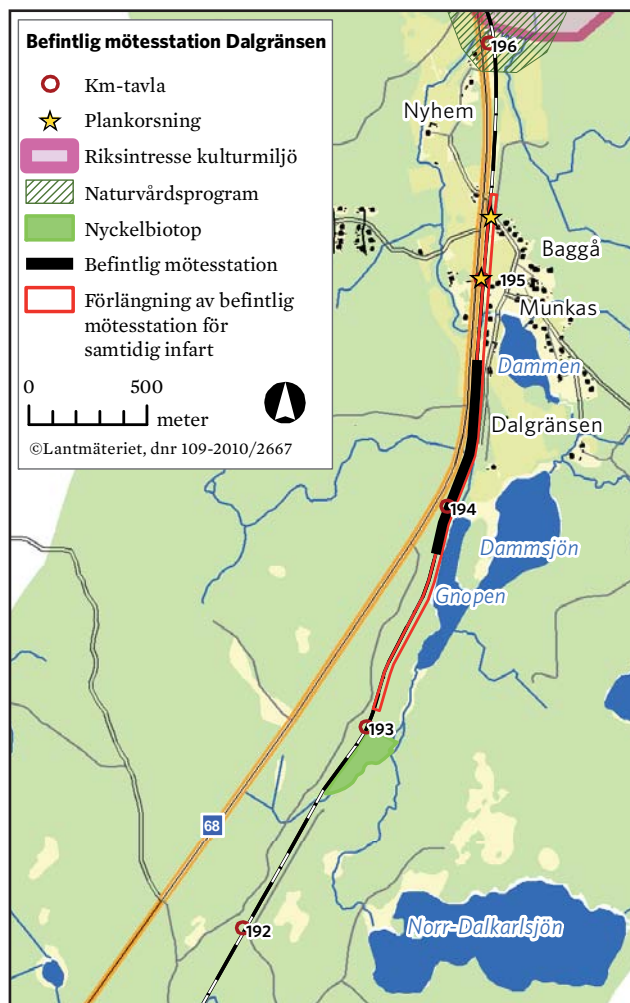 Befintlig mötesstation Dalgränsen
Km-tavla
Plankorsning
Riksintresse kulturmiljö
Naturvårdsprogram
Nyckelbiotop
Befintlig mötesstation
Förlängning av befintlig
mötesstation för
samtidig infart
0 500
meter
©Lantmäteriet, dnr 109-2010/2667
196
Nyhem
Baggå
195
Munkas
Dammen
Dalgränsen
194
Dammsjön
Gnopen
193
68
192
Norr-Dalkarlsjön